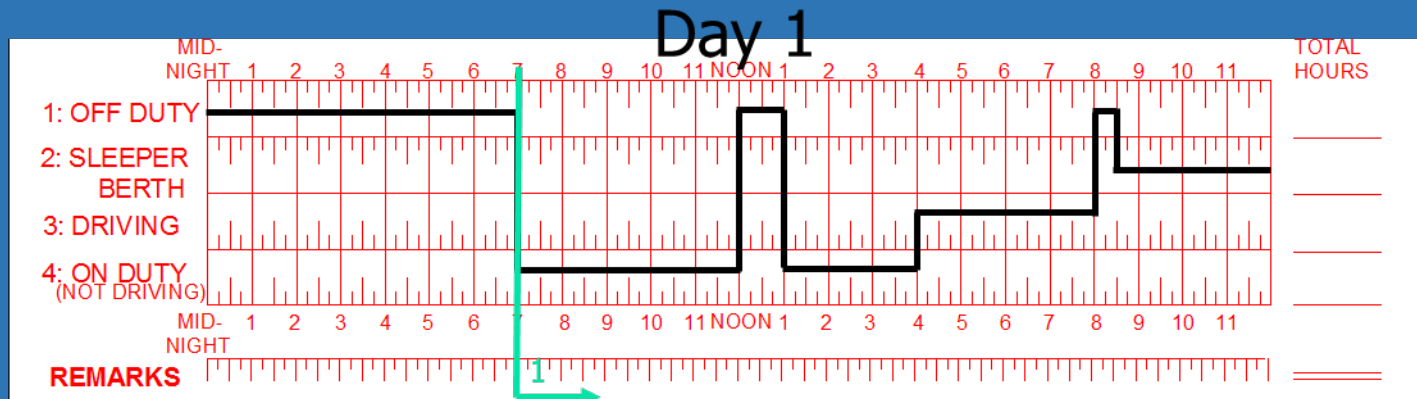 Day 1
MID-
NIGHT 1 2 3 4 5 6 7 8 9 10 11 NOON 1 2 3 4 5 6 7 8 9 10 11
TOTAL
HOURS
1: OFF DUTY
2: SLEEPER
BERTH
3: DRIVING
4: ON DUTY
(NOT DRIVING)
MID- 1 2 3 4 5 6 7 8 9 10 11 NOON 1 2 3 4 5 6 7 8 9 10 11
NIGHT
REMARKS
1